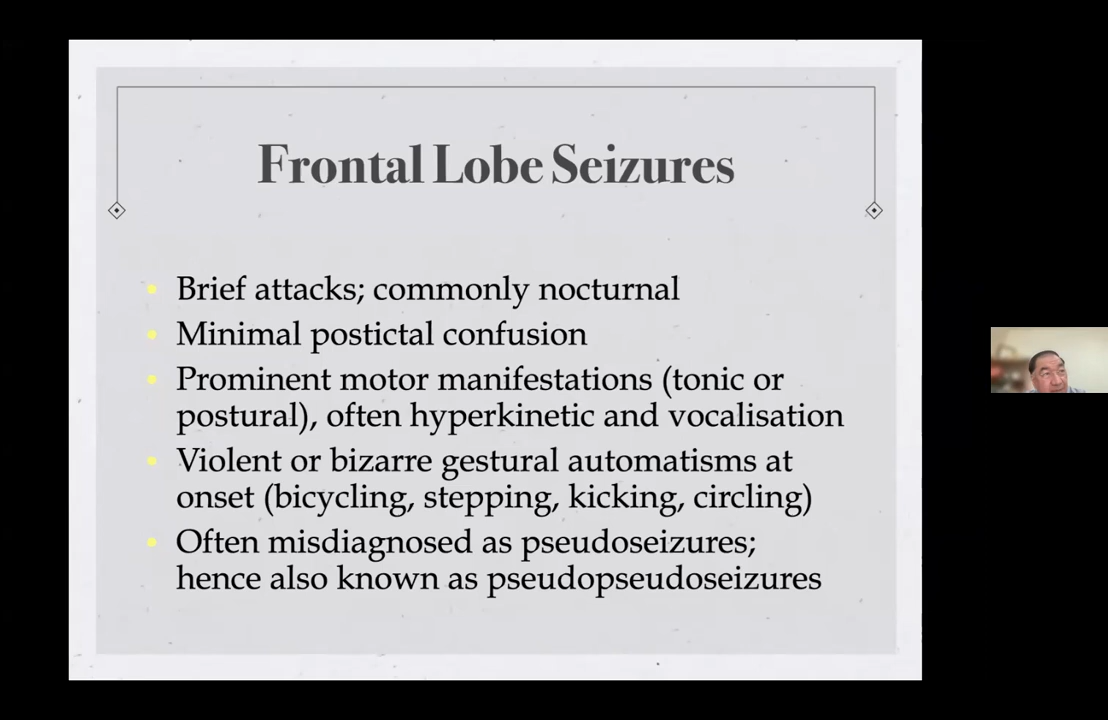 Frontal Lobe Seizures
Brief attacks; commonly nocturnal
Minimal postictal confusion
Prominent motor manifestations (tonic or
postural), often hyperkinetic and vocalisation
Violent or bizarre gestural automatisms at
onset (bicycling, stepping, kicking, circling)
Often misdiagnosed as pseudoseizures;
hence also known as pseudopseudoseizures